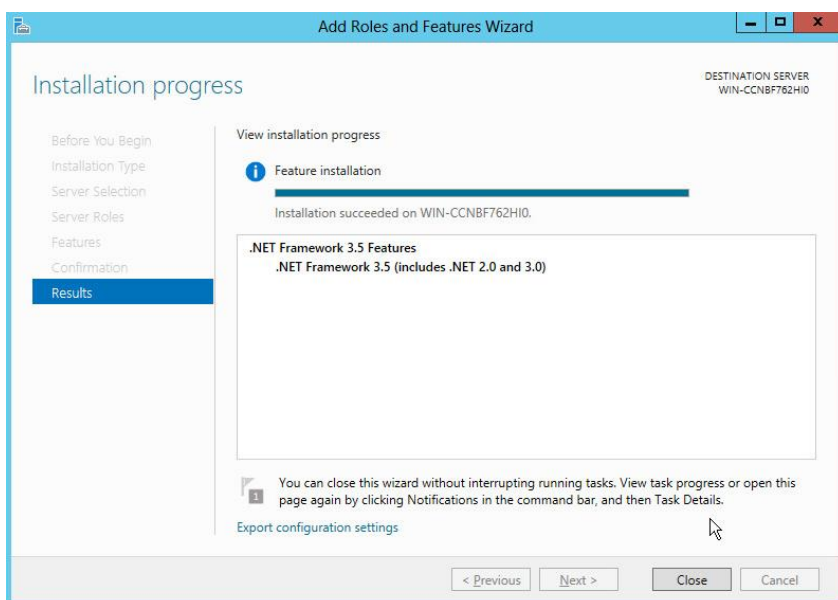 Add Roles and Features Wizard
Installation progress
DESTINATION SERVER
WIN-CCNBF762HI0
Before You Begin
Installation Type
Server Selection
Server Roles
Features
Confirmation
Results
View installation progress
Feature installation
Installation succeeded on WIN-CCNBF762HI0.
.NET Framework 3.5 Features
.NET Framework 3.5 (includes .NET 2.0 and 3.0)
1
You can close this wizard without interrupting running tasks. View task progress or open this
page again by clicking Notifications in the command bar, and then Task Details.
Export configuration settings
< Previous
Next >
Close
Cancel